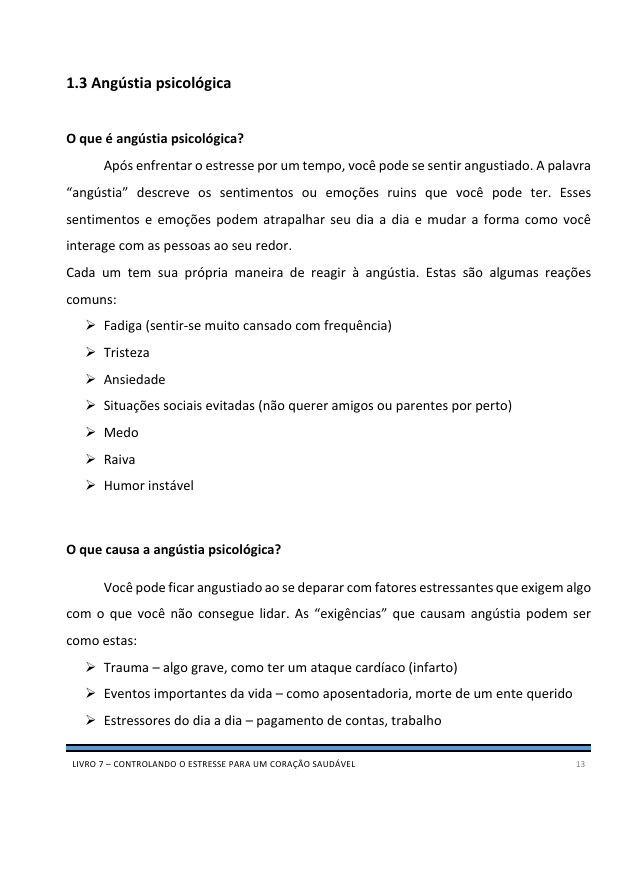 1.3 Angústia psicológica
O que é angústia psicológica?
Após enfrentar o estresse por um tempo, você pode se sentir angustiado. A palavra
“angústia” descreve os sentimentos ou emoções ruins que você pode ter. Esses
sentimentos e emoções podem atrapalhar seu dia a dia e mudar a forma como você
interage com as pessoas ao seu redor.
Cada um tem sua própria maneira de reagir à angústia. Estas são algumas reações
comuns:
➢ Fadiga (sentir-se muito cansado com frequência)
➢ Tristeza
➢ Ansiedade
➢ Situações sociais evitadas (não querer amigos ou parentes por perto)
➢ Medo
➢ Raiva
➢ Humor instável
O que causa a angústia psicológica?
Você pode ficar angustiado ao se deparar com fatores estressantes que exigem algo
com o que você não consegue lidar. As “exigências” que causam angústia podem ser
como estas:
➢ Trauma – algo grave, como ter um ataque cardíaco (infarto)
➢ Eventos importantes da vida – como aposentadoria, morte de um ente querido
➢ Estressores do dia a dia – pagamento de contas, trabalho
LIVRO 7 – CONTROLANDO O ESTRESSE PARA UM CORAÇÃO SAUDÁVEL 13